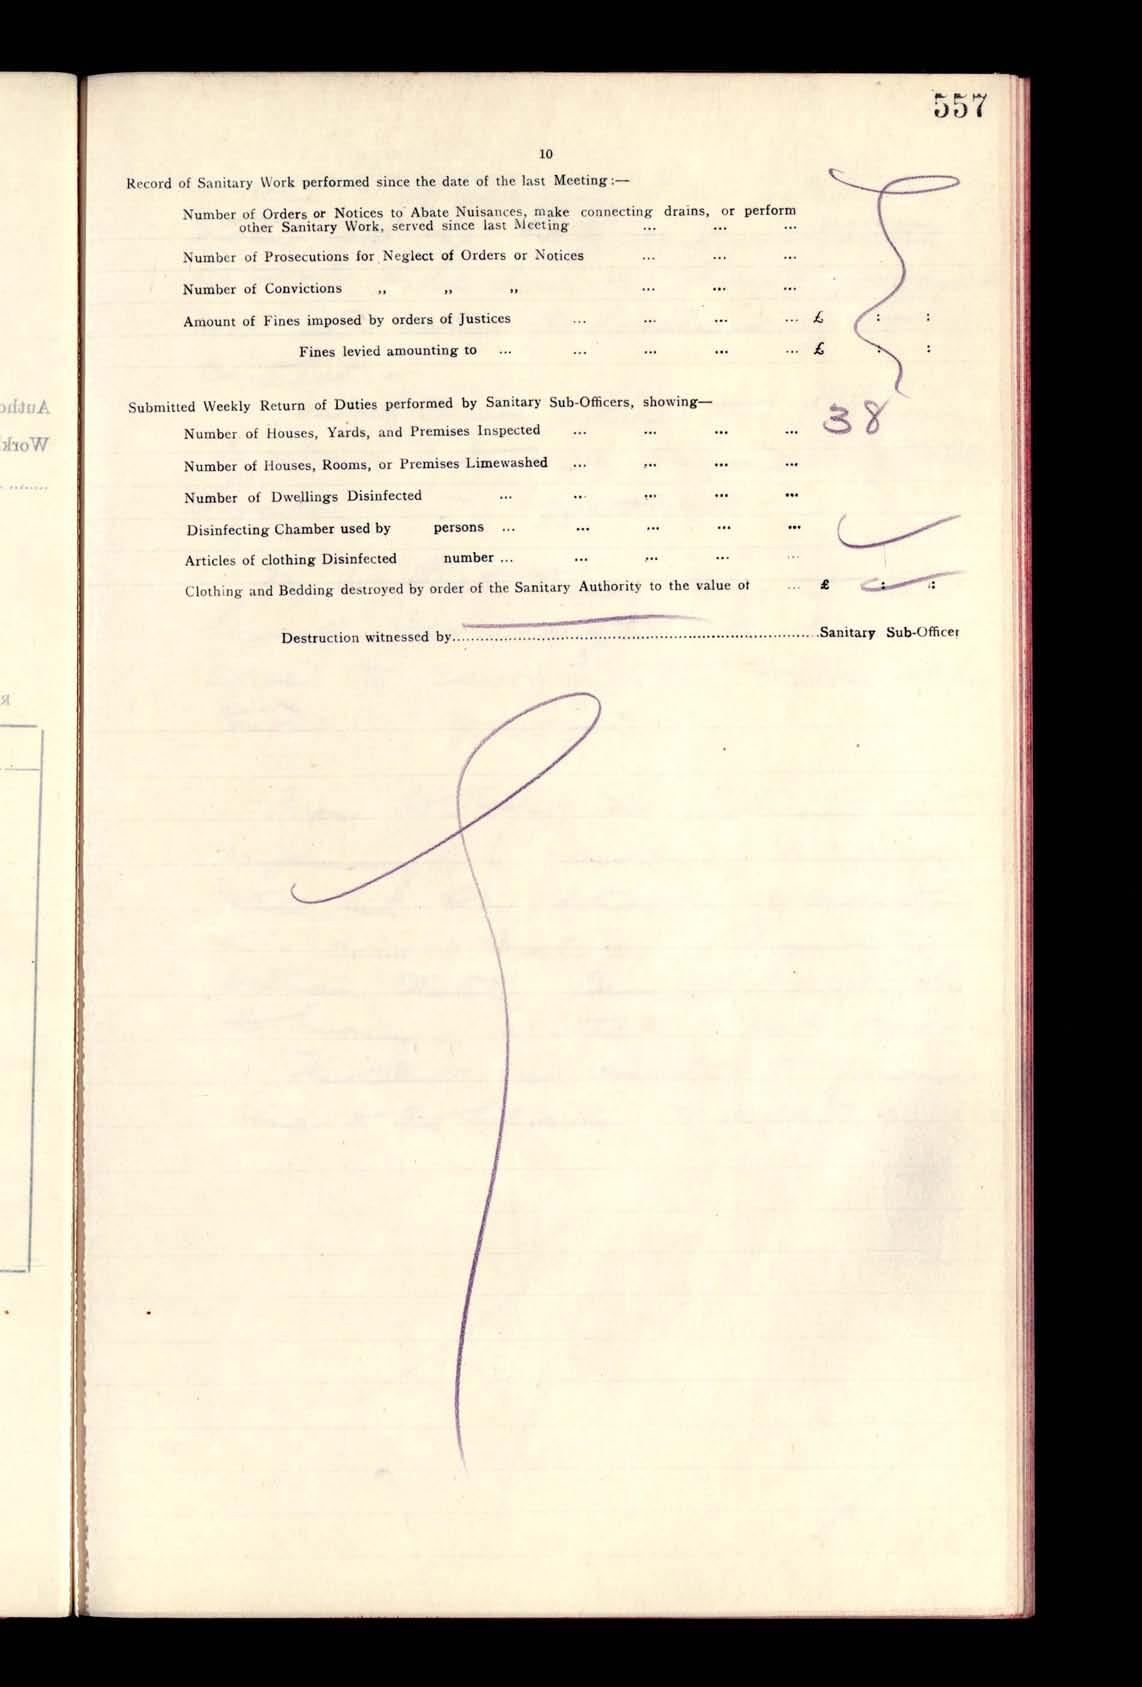 557
10
Record of Sanitary Work performed since the date of the last Meeting :—
Number of Orders or Notices to Abate Nuisances, make connecting drains, or perform
other Sanitary Work, served since last Meeting ... ... ...
Number of Prosecutions for Neglect of Orders or Notices ... ... ...
Number of Convictions „ „ „ ... ... ...
Amount of Fines imposed by orders of Justices ... ... ... ... £ : :
Fines levied amounting to ... ... ... ... ... £ : :
Submitted Weekly Return of Duties performed by Sanitary Sub-Officers, showing—
Number of Houses, Yards, and Premises Inspected ... ... ... ... 38
Number of Houses, Rooms, or Premises Limewashed ... ... ... ...
Number of Dwellings Disinfected ... ... ... ... ...
Disinfecting Chamber used by persons ... ... ... ... ...
Articles of clothing Disinfected number ... ... ... ... ...
Clothing and Bedding destroyed by order of the Sanitary Authority to the value of ... £ : :
Destruction witnessed by........................................Sanitary Sub-Officer